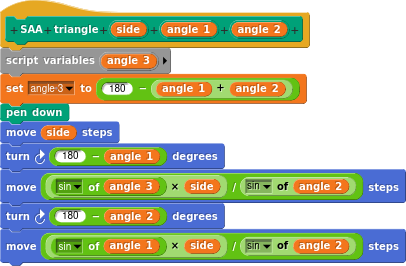 + SAA + triangle + side + angle 1 + angle 2 +
script variables angle 3
set angle 3 to 180 − angle 1 + angle 2
pen down
move side steps
turn 180 − angle 1 degrees
move sin of angle 3 × side / sin of angle 2 steps
turn 180 − angle 2 degrees
move sin of angle 1 × side / sin of angle 2 steps